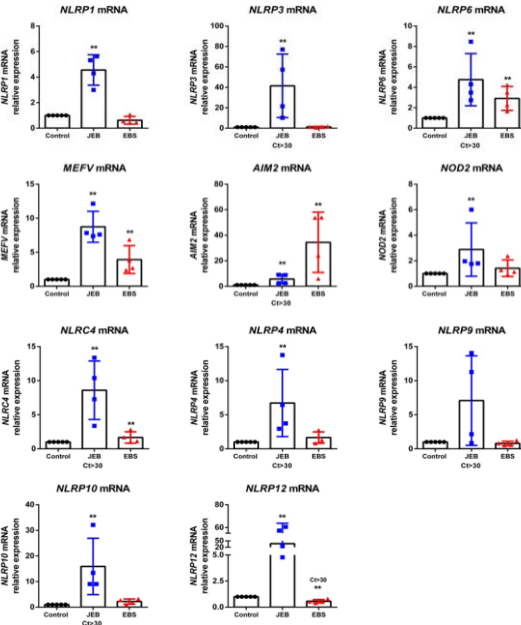 NLRP1 mRNA
NLRP1 mRNA
relative expression
8
6
4
2
0
**
Control JEB EBS
NLRP3 mRNA
NLRP3 mRNA
relative expression
100
80
60
40
20
0
**
Control JEB EBS
Ct>30
NLRP6 mRNA
NLRP6 mRNA
relative expression
10
8
6
4
2
0
** **
Control JEB EBS
MEFV mRNA
MEFV mRNA
relative expression
15
10
5
0
** **
Control JEB EBS
AIM2 mRNA
AIM2 mRNA
relative expression
80
60
40
20
0
** **
Control JEB EBS
Ct>30
NOD2 mRNA
NOD2 mRNA
relative expression
8
6
4
2
0
**
Control JEB EBS
NLRC4 mRNA
NLRC4 mRNA
relative expression
15
10
5
0
** **
Control JEB EBS
Ct>30
NLRP4 mRNA
NLRP4 mRNA
relative expression
15
10
5
0
**
Control JEB EBS
Ct>30
NLRP9 mRNA
NLRP9 mRNA
relative expression
15
10
5
0
Control JEB EBS
Ct>30
NLRP10 mRNA
NLRP10 mRNA
relative expression
40
30
20
10
0
**
Control JEB EBS
Ct>30
NLRP12 mRNA
NLRP12 mRNA
relative expression
80
50
50
20
5.0
2.5
0.0
**
Ct>30
**
Control JEB EBS